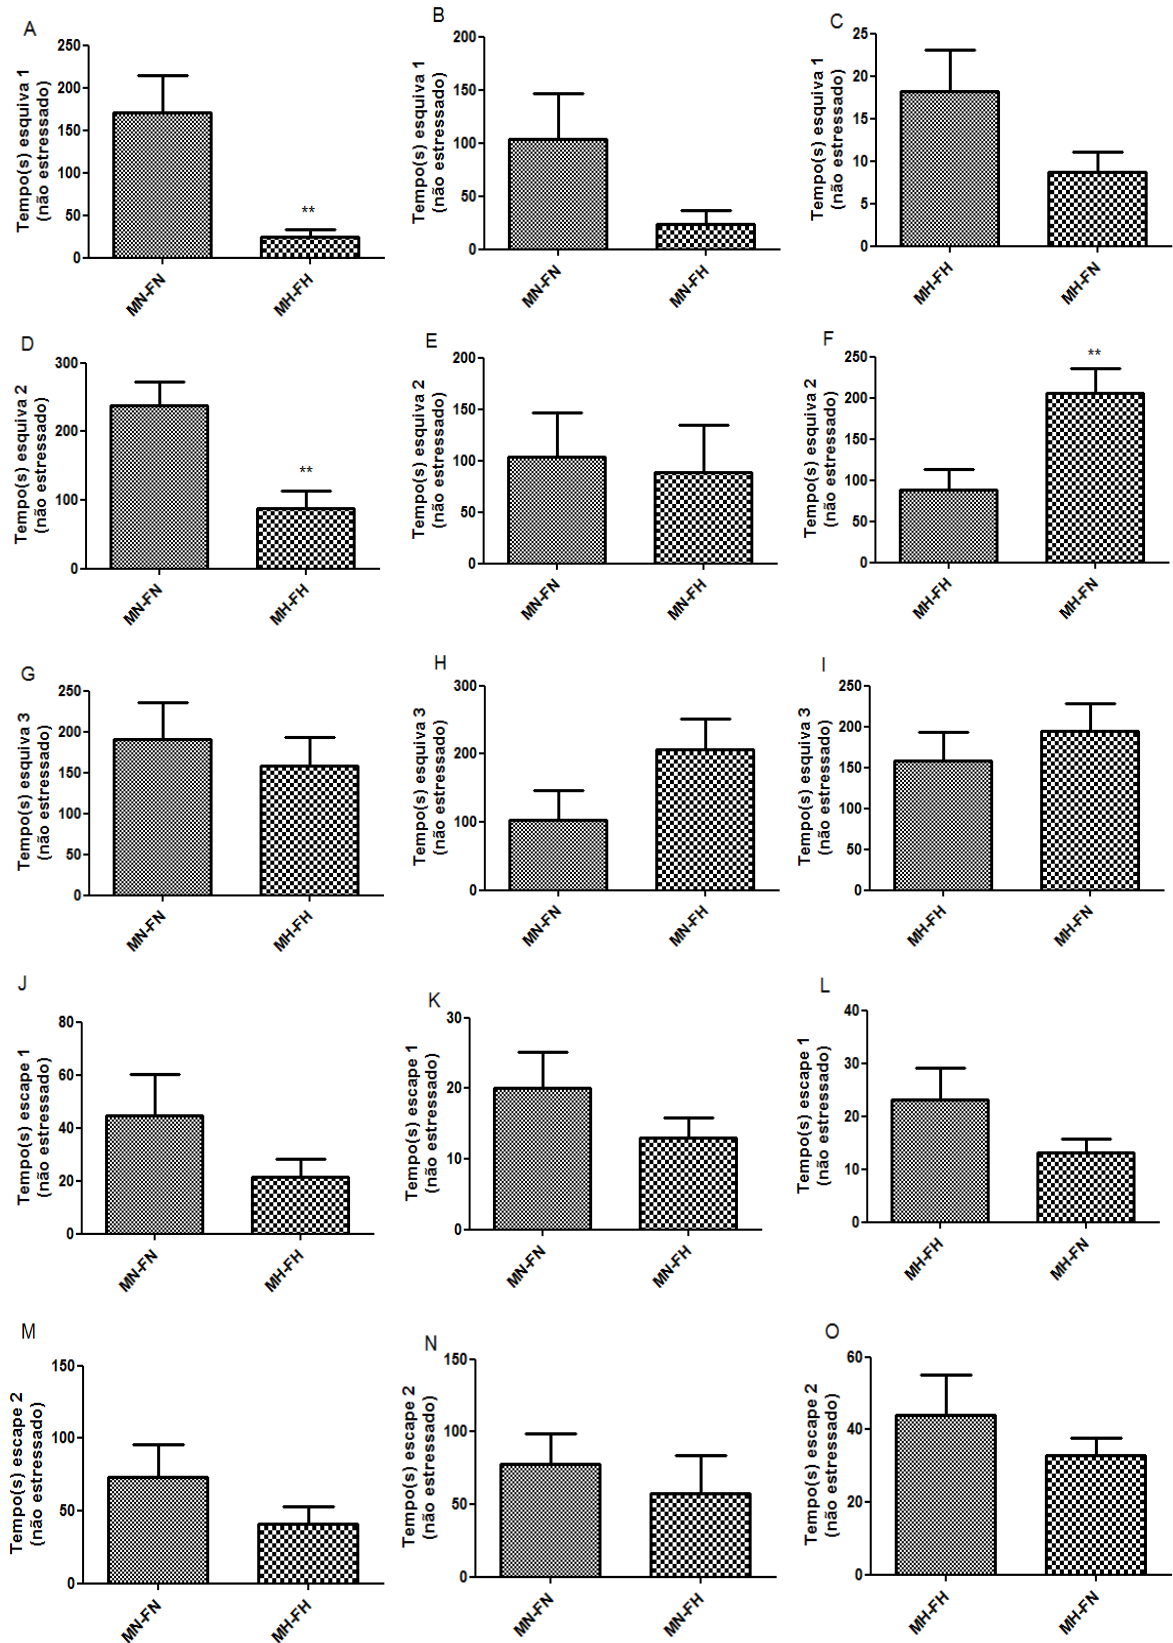 A
Tempo(s) esquiva 1
(não estressado)
250
200
150
100
50
0
**
MN-FN
MH-FH
B
Tempo(s) esquiva 1
(não estressado)
200
150
100
50
0
MN-FN
MN-FH
C
Tempo(s) esquiva 1
(não estressado)
25
20
15
10
5
0
MH-FH
MH-FN
D
Tempo(s) esquiva 2
(não estressado)
300
200
100
0
**
MN-FN
MH-FH
E
Tempo(s) esquiva 2
(não estressado)
200
150
100
50
0
MN-FN
MN-FH
F
Tempo(s) esquiva 2
(não estressado)
250
200
150
100
50
0
**
MH-FH
MH-FN
G
Tempo(s) esquiva 3
(não estressado)
250
200
150
100
50
0
MN-FN
MH-FH
H
Tempo(s) esquiva 3
(não estressado)
300
200
100
0
MN-FN
MN-FH
I
Tempo(s) esquiva 3
(não estressado)
250
200
150
100
50
0
MH-FH
MH-FN
J
Tempo(s) escape 1
(não estressado)
80
60
40
20
0
MN-FN
MH-FH
K
Tempo(s) escape 1
(não estressado)
30
20
10
0
MN-FN
MN-FH
L
Tempo(s) escape 1
(não estressado)
40
30
20
10
0
MH-FH
MH-FN
M
Tempo(s) escape 2
(não estressado)
150
100
50
0
MN-FN
MH-FH
N
Tempo(s) escape 2
(não estressado)
150
100
50
0
MN-FN
MN-FH
O
Tempo(s) escape 2
(não estressado)
60
40
20
0
MH-FH
MH-FN